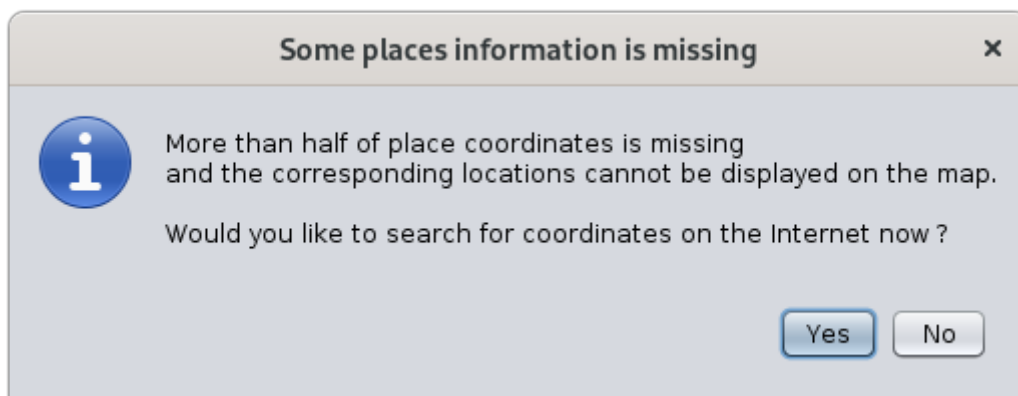 Some places information is missing
More than half of place coordinates is missing
and the corresponding locations cannot be displayed on the map.
Would you like to search for coordinates on the Internet now ?
Yes No